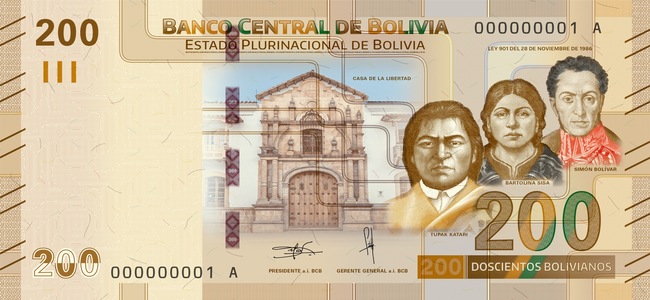 200
BANCO CENTRAL DE BOLIVIA
ESTADO PLURINACIONAL DE BOLIVIA
000000001 A
LEY 901 DEL 28 DE NOVIEMBRE DE 1986
CASA DE LA LIBERTAD
SIMÓN BOLÍVAR
BARTOLINA SISA
TUPAK KATARI
200
200
000000001 A
PRESIDENTE a.i. BCB
GERENTE GENERAL a.i. BCB
200 DOSCIENTOS BOLIVIANOS